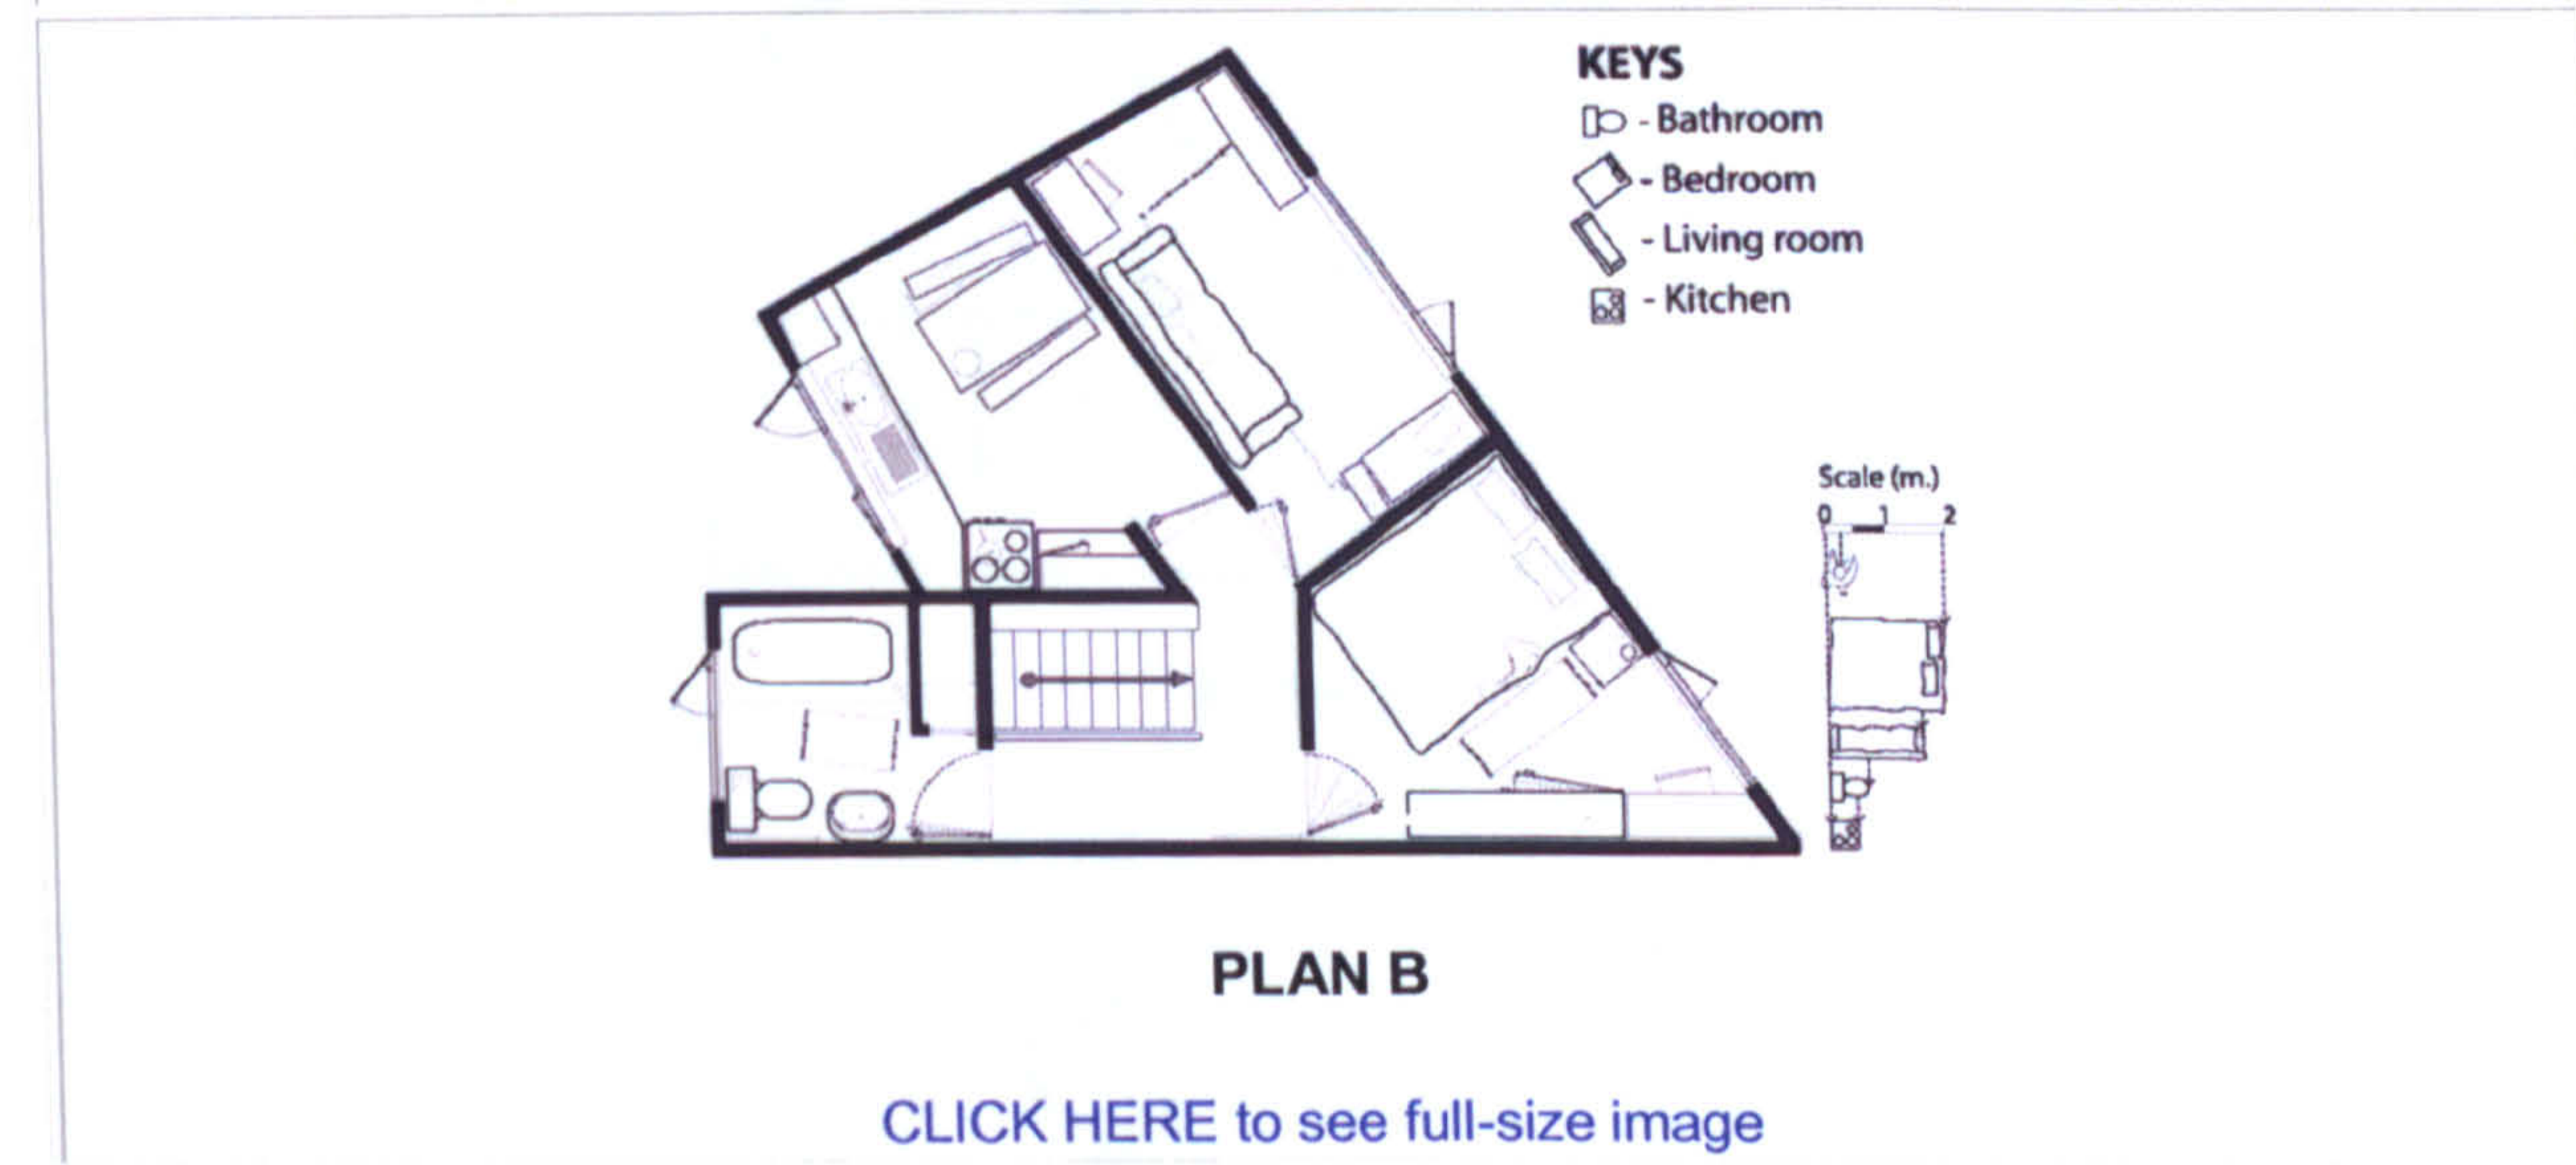 KEYS
- Bathroom
- Bedroom
- Living room
- Kitchen
Scale (m.)
0 1 2
PLAN B
CLICK HERE to see full-size image